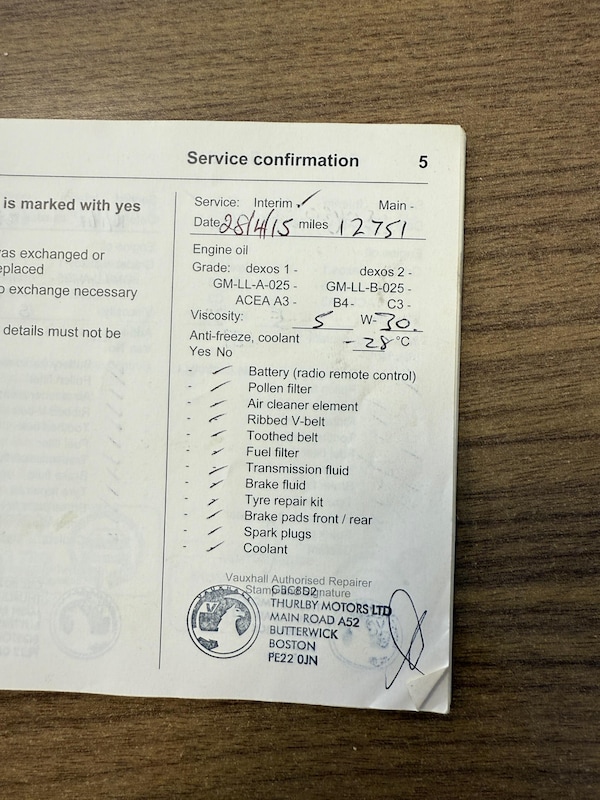 Service confirmation 5
is marked with yes
was exchanged or
eplaced
o exchange necessary
details must not be
Service: Interim ✓ Main -
Date 28/4/15 miles 12751
Engine oil
Grade: dexos 1 - dexos 2 -
GM-LL-A-025 - GM-LL-B-025 -
ACEA A3 - B4 - C3 -
Viscosity: 5 W- 30.
Anti-freeze, coolant - 28 °C
Yes No
- ✓ Battery (radio remote control)
- ✓ Pollen filter
- ✓ Air cleaner element
- ✓ Ribbed V-belt
- ✓ Toothed belt
- ✓ Fuel filter
- ✓ Transmission fluid
- ✓ Brake fluid
- ✓ Tyre repair kit
- ✓ Brake pads front / rear
- ✓ Spark plugs
- ✓ Coolant
Vauxhall Authorised Repairer
Stamp and signature
VAUXHALL
THURLBY MOTORS LTD
MAIN ROAD A52
BUTTERWICK
BOSTON
PE22 0JN